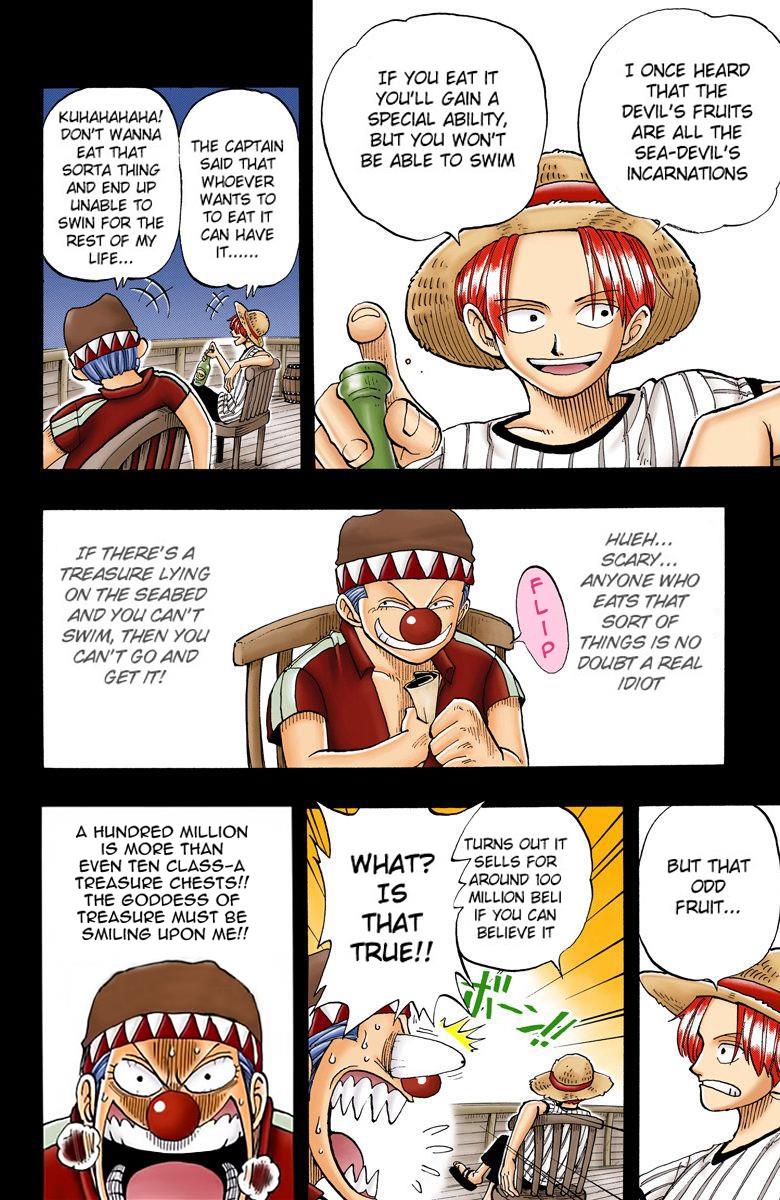 I ONCE HEARD
THAT THE
DEVIL'S FRUITS
ARE ALL THE
SEA-DEVIL'S
INCARNATIONS
IF YOU EAT IT
YOU'LL GAIN A
SPECIAL ABILITY,
BUT YOU WON'T
BE ABLE TO SWIM
THE CAPTAIN
SAID THAT
WHOEVER
WANTS TO
TO EAT IT
CAN HAVE
IT......
KUHAHAHAHA!
DON'T WANNA
EAT THAT
SORTA THING
AND END UP
UNABLE TO
SWIN FOR THE
REST OF MY
LIFE...
HUEH...
SCARY...
ANYONE WHO
EATS THAT
SORT OF
THINGS IS NO
DOUBT A REAL
IDIOT
FLIP
IF THERE'S A
TREASURE LYING
ON THE SEABED
AND YOU CAN'T
SWIM, THEN YOU
CAN'T GO AND
GET IT!
BUT THAT
ODD
FRUIT...
TURNS OUT IT
SELLS FOR
AROUND 100
MILLION BELI
IF YOU CAN
BELIEVE IT
WHAT?
IS
THAT
TRUE!!
ボーン!!
A HUNDRED MILLION
IS MORE THAN
EVEN TEN CLASS-A
TREASURE CHESTS!!
THE GODDESS OF
TREASURE MUST BE
SMILING UPON ME!!